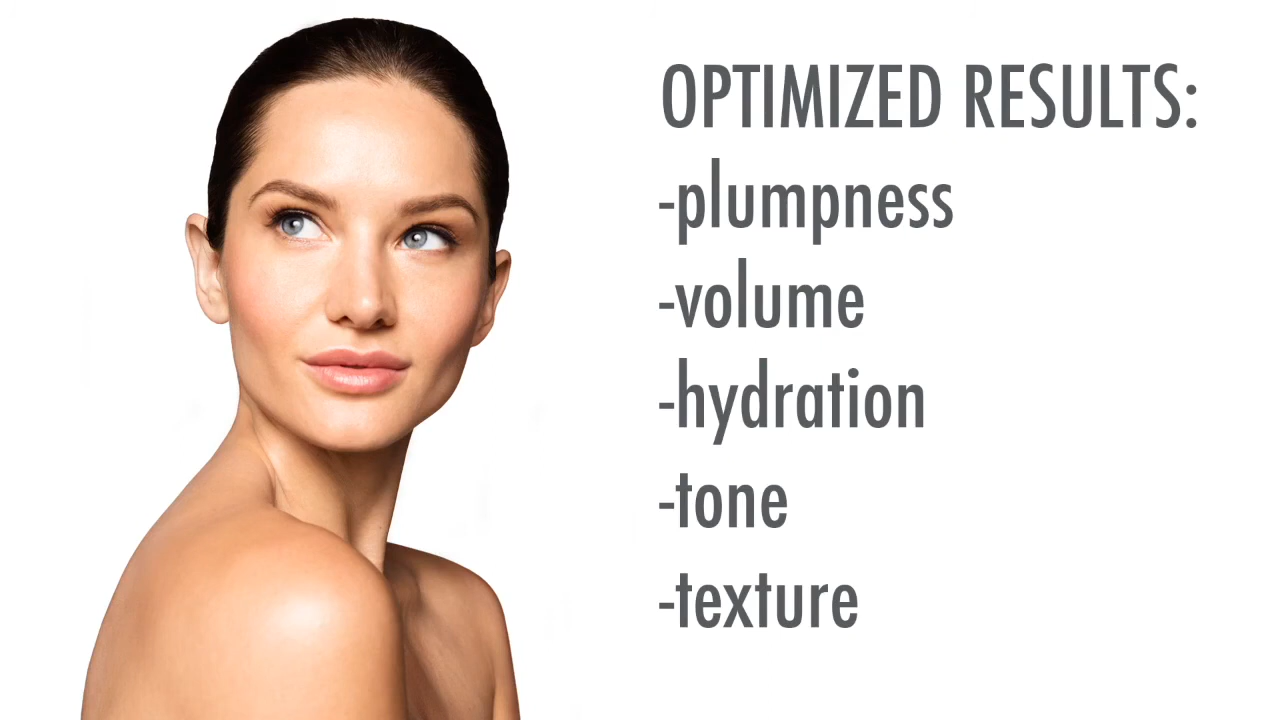 OPTIMIZED RESULTS:
-plumpness
-volume
-hydration
-tone
-texture